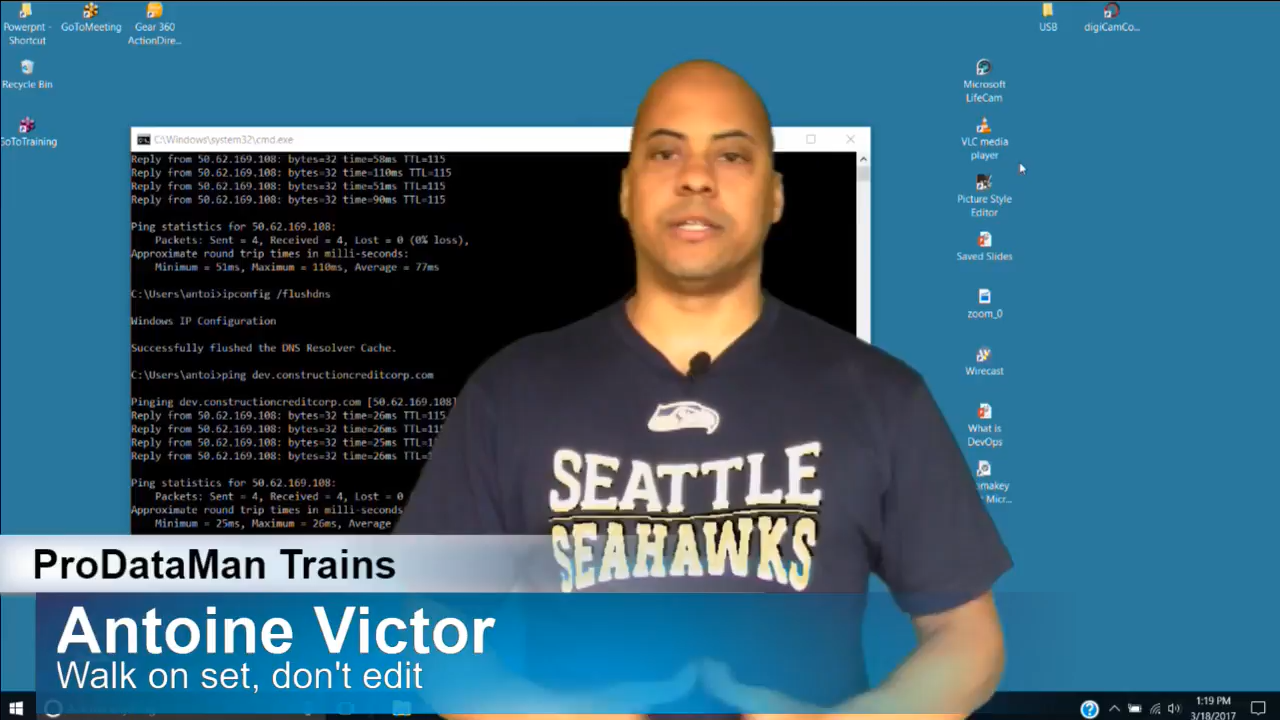 Powerpnt -
Shortcut
GoToMeeting
Gear 360
ActionDire...
USB
digiCamCo...
Recycle Bin
GoToTraining
Microsoft
LifeCam
VLC media
player
Picture Style
Editor
Saved Slides
zoom_0
Wirecast
What is
DevOps
Micr...
C:\Windows\system32\cmd.exe
Reply from 50.62.169.108: bytes=32 time=58ms TTL=115
Reply from 50.62.169.108: bytes=32 time=110ms TTL=115
Reply from 50.62.169.108: bytes=32 time=51ms TTL=115
Reply from 50.62.169.108: bytes=32 time=90ms TTL=115
Ping statistics for 50.62.169.108:
Packets: Sent = 4, Received = 4, Lost = 0 (0% loss),
Approximate round trip times in milli-seconds:
Minimum = 51ms, Maximum = 110ms, Average = 77ms
C:\Users\antoi>ipconfig /flushdns
Windows IP Configuration
Successfully flushed the DNS Resolver Cache.
C:\Users\antoi>ping dev.constructioncreditcorp.com
Pinging dev.constructioncreditcorp.com [50.62.169.108]
Reply from 50.62.169.108: bytes=32 time=26ms TTL=115
Reply from 50.62.169.108: bytes=32 time=26ms TTL=1
Reply from 50.62.169.108: bytes=32 time=25ms TTL=1
Reply from 50.62.169.108: bytes=32 time=26ms TTL=
Ping statistics for 50.62.169.108:
Packets: Sent = 4, Received = 4, Lost = 0
Approximate round trip times in milli-seconds
Minimum = 25ms, Maximum = 26ms, Average
SEATTLE
SEAHAWKS
ProDataMan Trains
Antoine Victor
Walk on set, don't edit
1:19 PM
3/18/2017